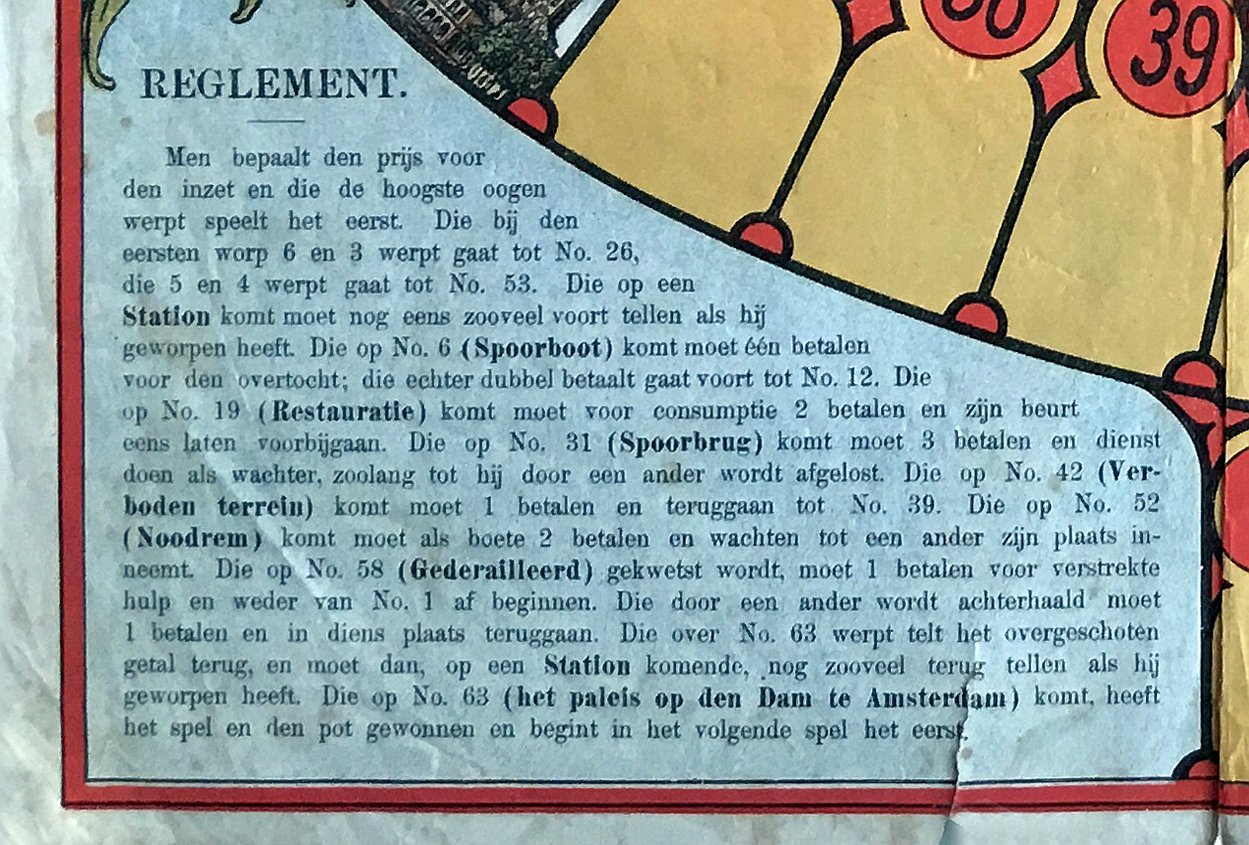 39
REGLEMENT.
Men bepaalt den prijs voor
den inzet en die de hoogste oogen
werpt speelt het eerst. Die bij den
eersten worp 6 en 3 werpt gaat tot No. 26,
die 5 en 4 werpt gaat tot No. 53. Die op een
Station komt moet nog eens zooveel voort tellen als hij
geworpen heeft. Die op No. 6 (Spoorboot) komt moet één betalen
voor den overtocht; die echter dubbel betaalt gaat voort tot No. 12. Die
op No. 19 (Restauratie) komt moet voor consumptie 2 betalen en zijn beurt
eens laten voorbijgaan. Die op No. 31 (Spoorbrug) komt moet 3 betalen en dienst
doen als wachter, zoolang tot hij door een ander wordt afgelost. Die op No. 42 (Ver-
boden terrein) komt moet 1 betalen en teruggaan tot No. 39. Die op No. 52
(Noodrem) komt moet als boete 2 betalen en wachten tot een ander zijn plaats in-
neemt. Die op No. 58 (Gederailleerd) gekwetst wordt, moet 1 betalen voor verstrekte
hulp en weder van No. 1 af beginnen. Die door een ander wordt achterhaald moet
1 betalen en in diens plaats teruggaan. Die over No. 63 werpt telt het overgeschoten
getal terug, en moet dan, op een Station komende, nog zooveel terug tellen als hij
geworpen heeft. Die op No. 63 (het paleis op den Dam te Amsterdam) komt, heeft
het spel en den pot gewonnen en begint in het volgende spel het eerst.